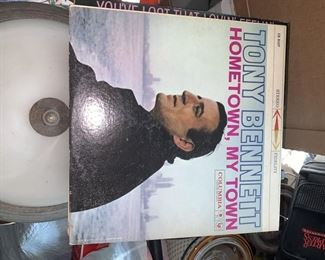 YOU'VE LOST THAT LOVIN' FEELIN'
TONY BENNETT
HOMETOWN, MY TOWN
COLUMBIA
STEREO
FIDELITY